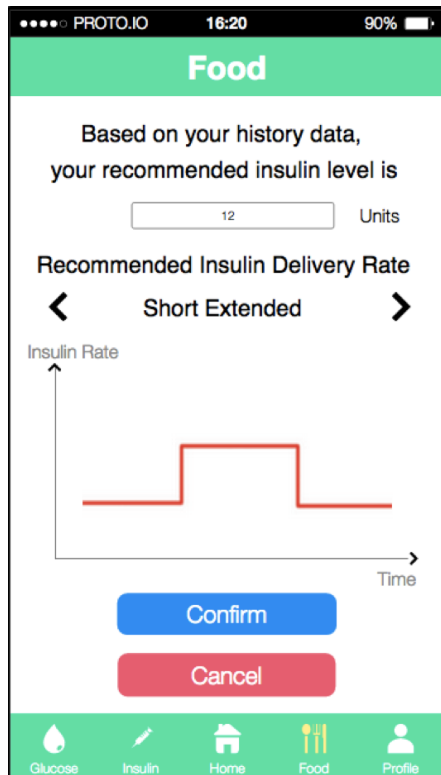 PROTO.IO 16:20 90%
Food
Based on your history data,
your recommended insulin level is
12 Units
Recommended Insulin Delivery Rate
Short Extended
Insulin Rate
Time
Confirm
Cancel
Glucose Insulin Home Food Profile